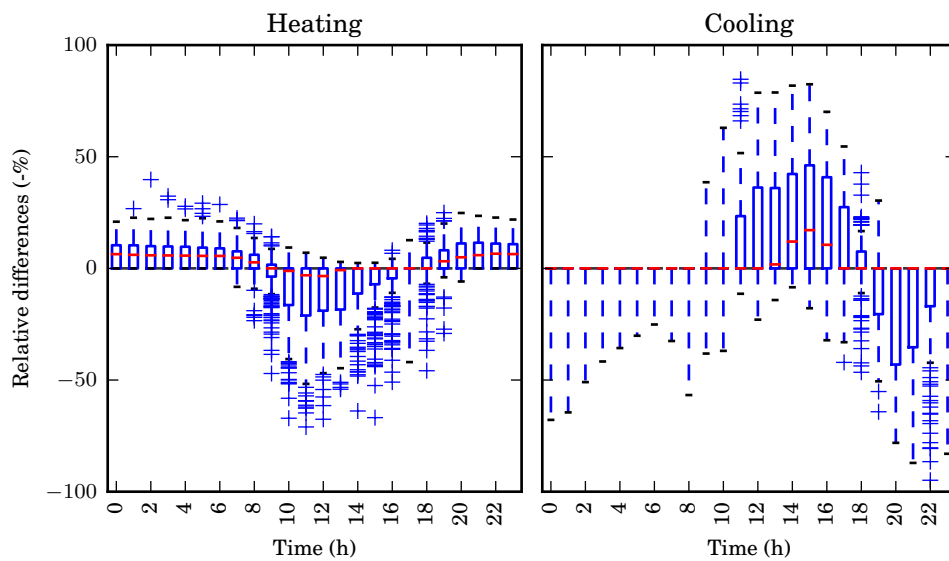 Heating
Cooling
Relative differences (-%)
100
50
0
−50
−100
0 2 4 6 8 10 12 14 16 18 20 22
0 2 4 6 8 10 12 14 16 18 20 22
Time (h)
Time (h)